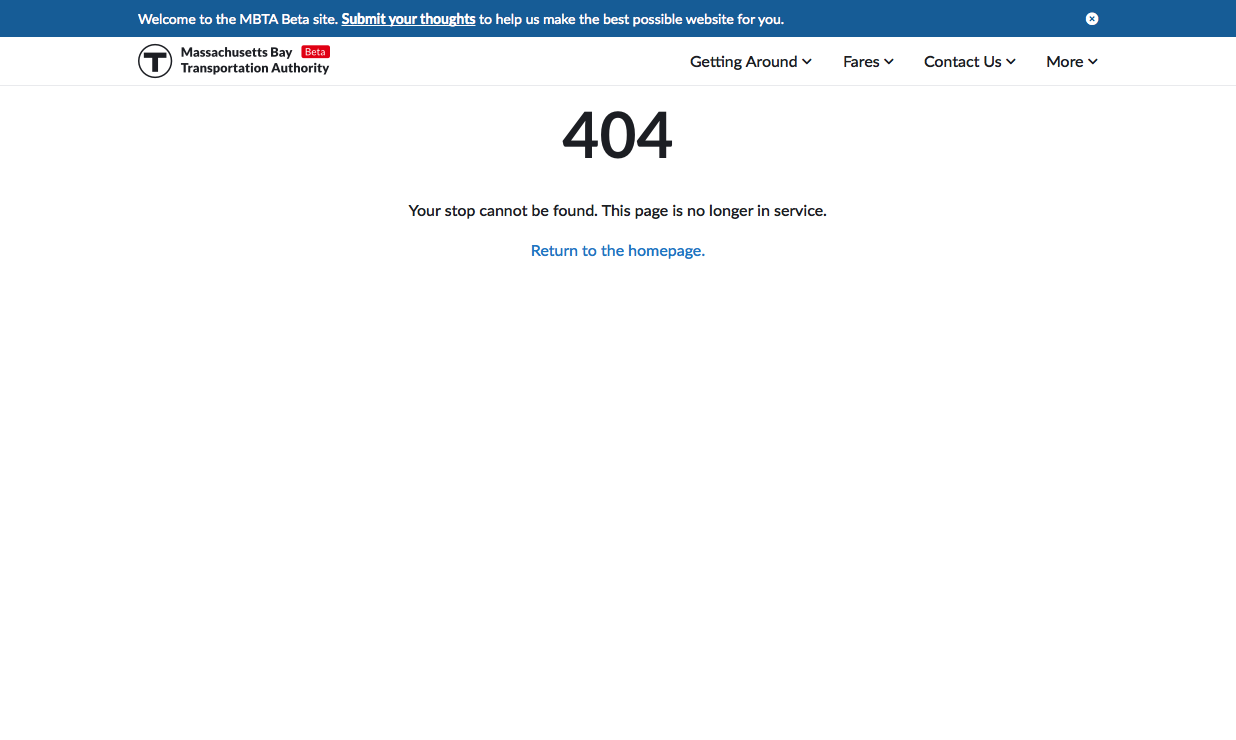 Welcome to the MBTA Beta site. Submit your thoughts to help us make the best possible website for you.
T
Massachusetts Bay Beta
Transportation Authority
Getting Around Fares Contact Us More
404
Your stop cannot be found. This page is no longer in service.
Return to the homepage.